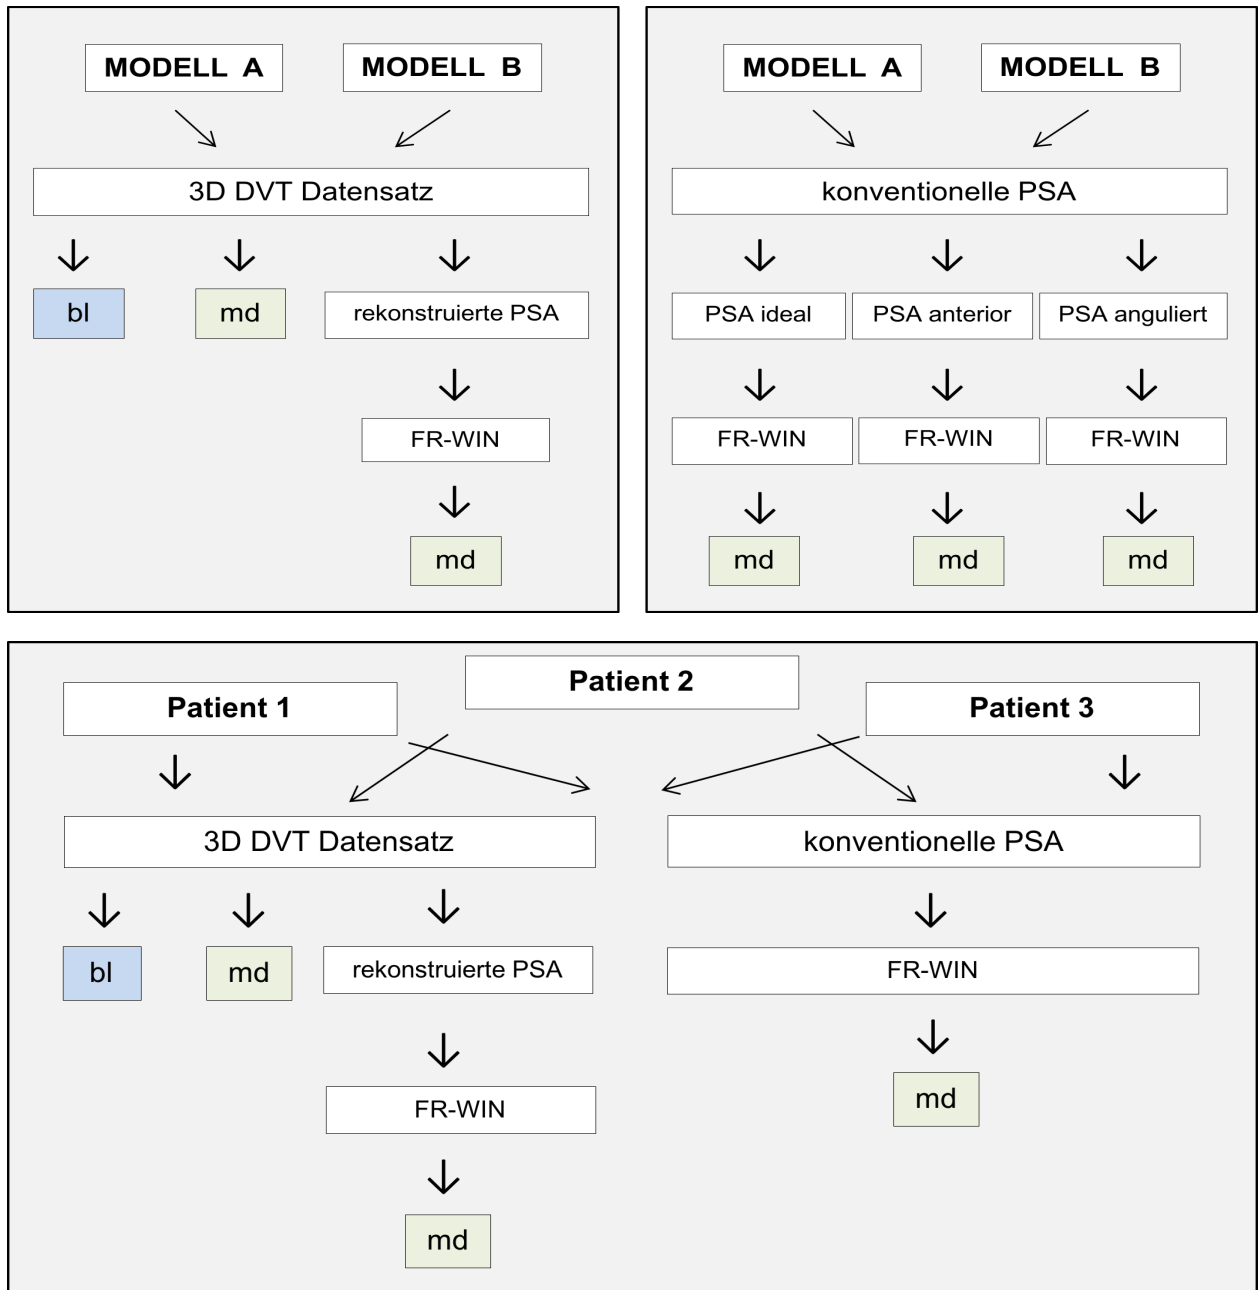 MODELL A
MODELL B
3D DVT Datensatz
bl
md
rekonstruierte PSA
FR-WIN
md
MODELL A
MODELL B
konventionelle PSA
PSA ideal
PSA anterior
PSA anguliert
FR-WIN
FR-WIN
FR-WIN
md
md
md
Patient 1
Patient 2
Patient 3
3D DVT Datensatz
konventionelle PSA
bl
md
rekonstruierte PSA
FR-WIN
FR-WIN
md
md